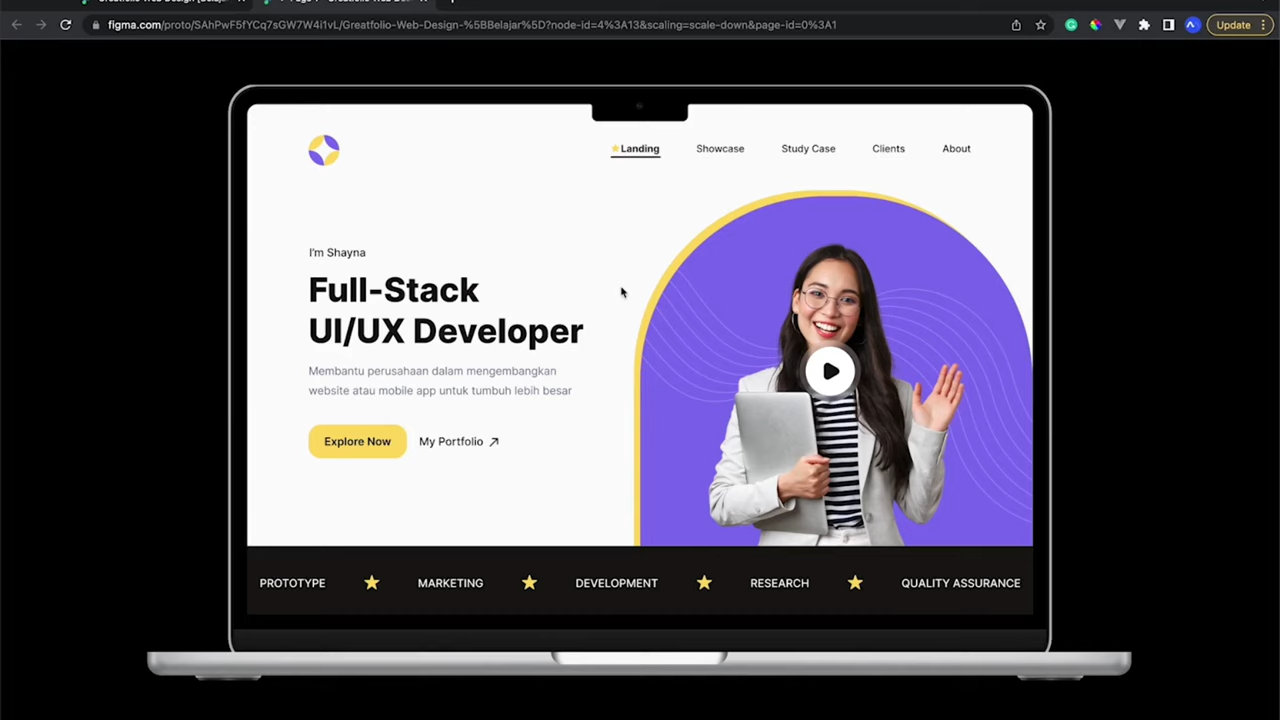 figma.com/proto/SAhPwF5fYCq7sGW7W4i1vL/Greatfolio-Web-Design-%5BBelajar%5D?node-id=4%3A13&scaling=scale-down&page-id=0%3A1
Update
Landing
Showcase
Study Case
Clients
About
I'm Shayna
Full-Stack
UI/UX Developer
Membantu perusahaan dalam mengembangkan
website atau mobile app untuk tumbuh lebih besar
Explore Now
My Portfolio
PROTOTYPE
MARKETING
DEVELOPMENT
RESEARCH
QUALITY ASSURANCE